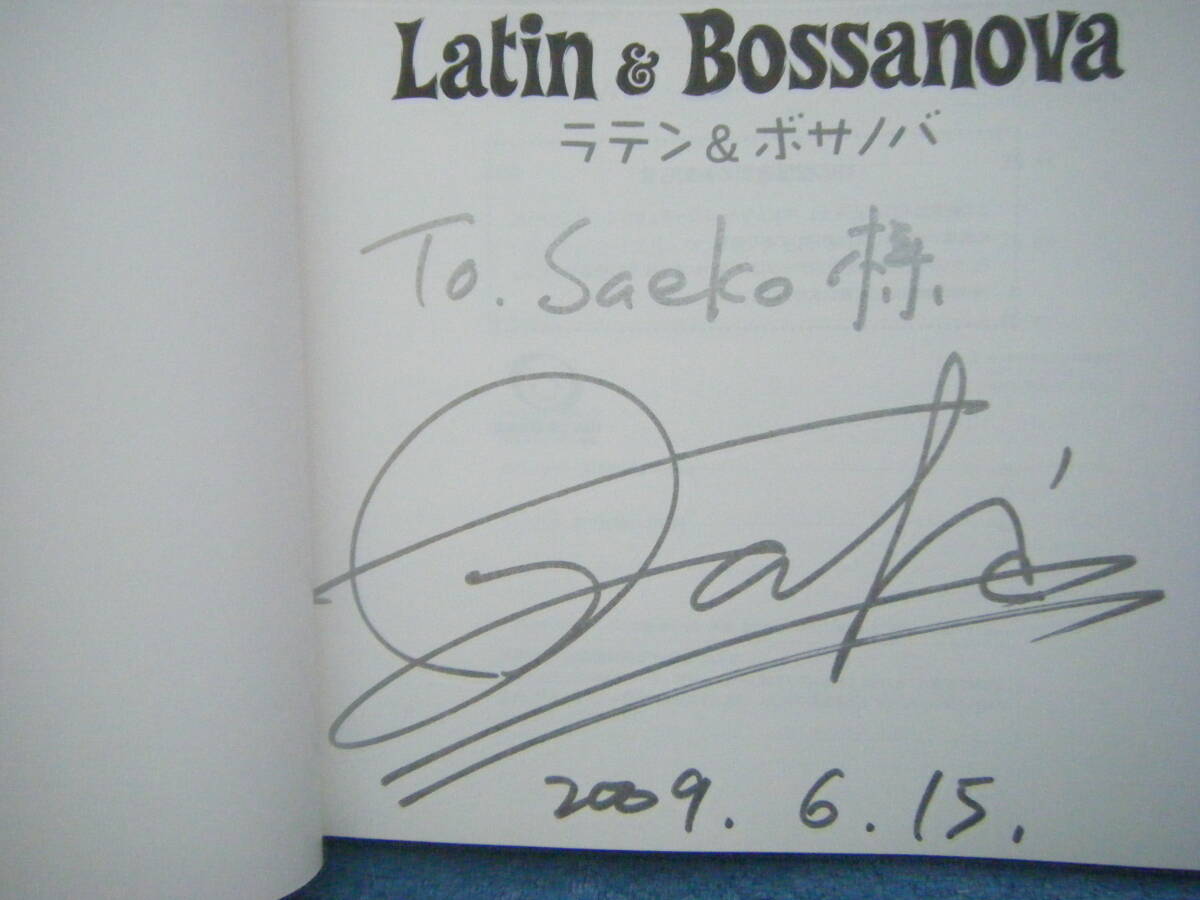 Latin & Bossanova
ラテン&ボサノバ
To. Saeko 様
2009. 6. 15.